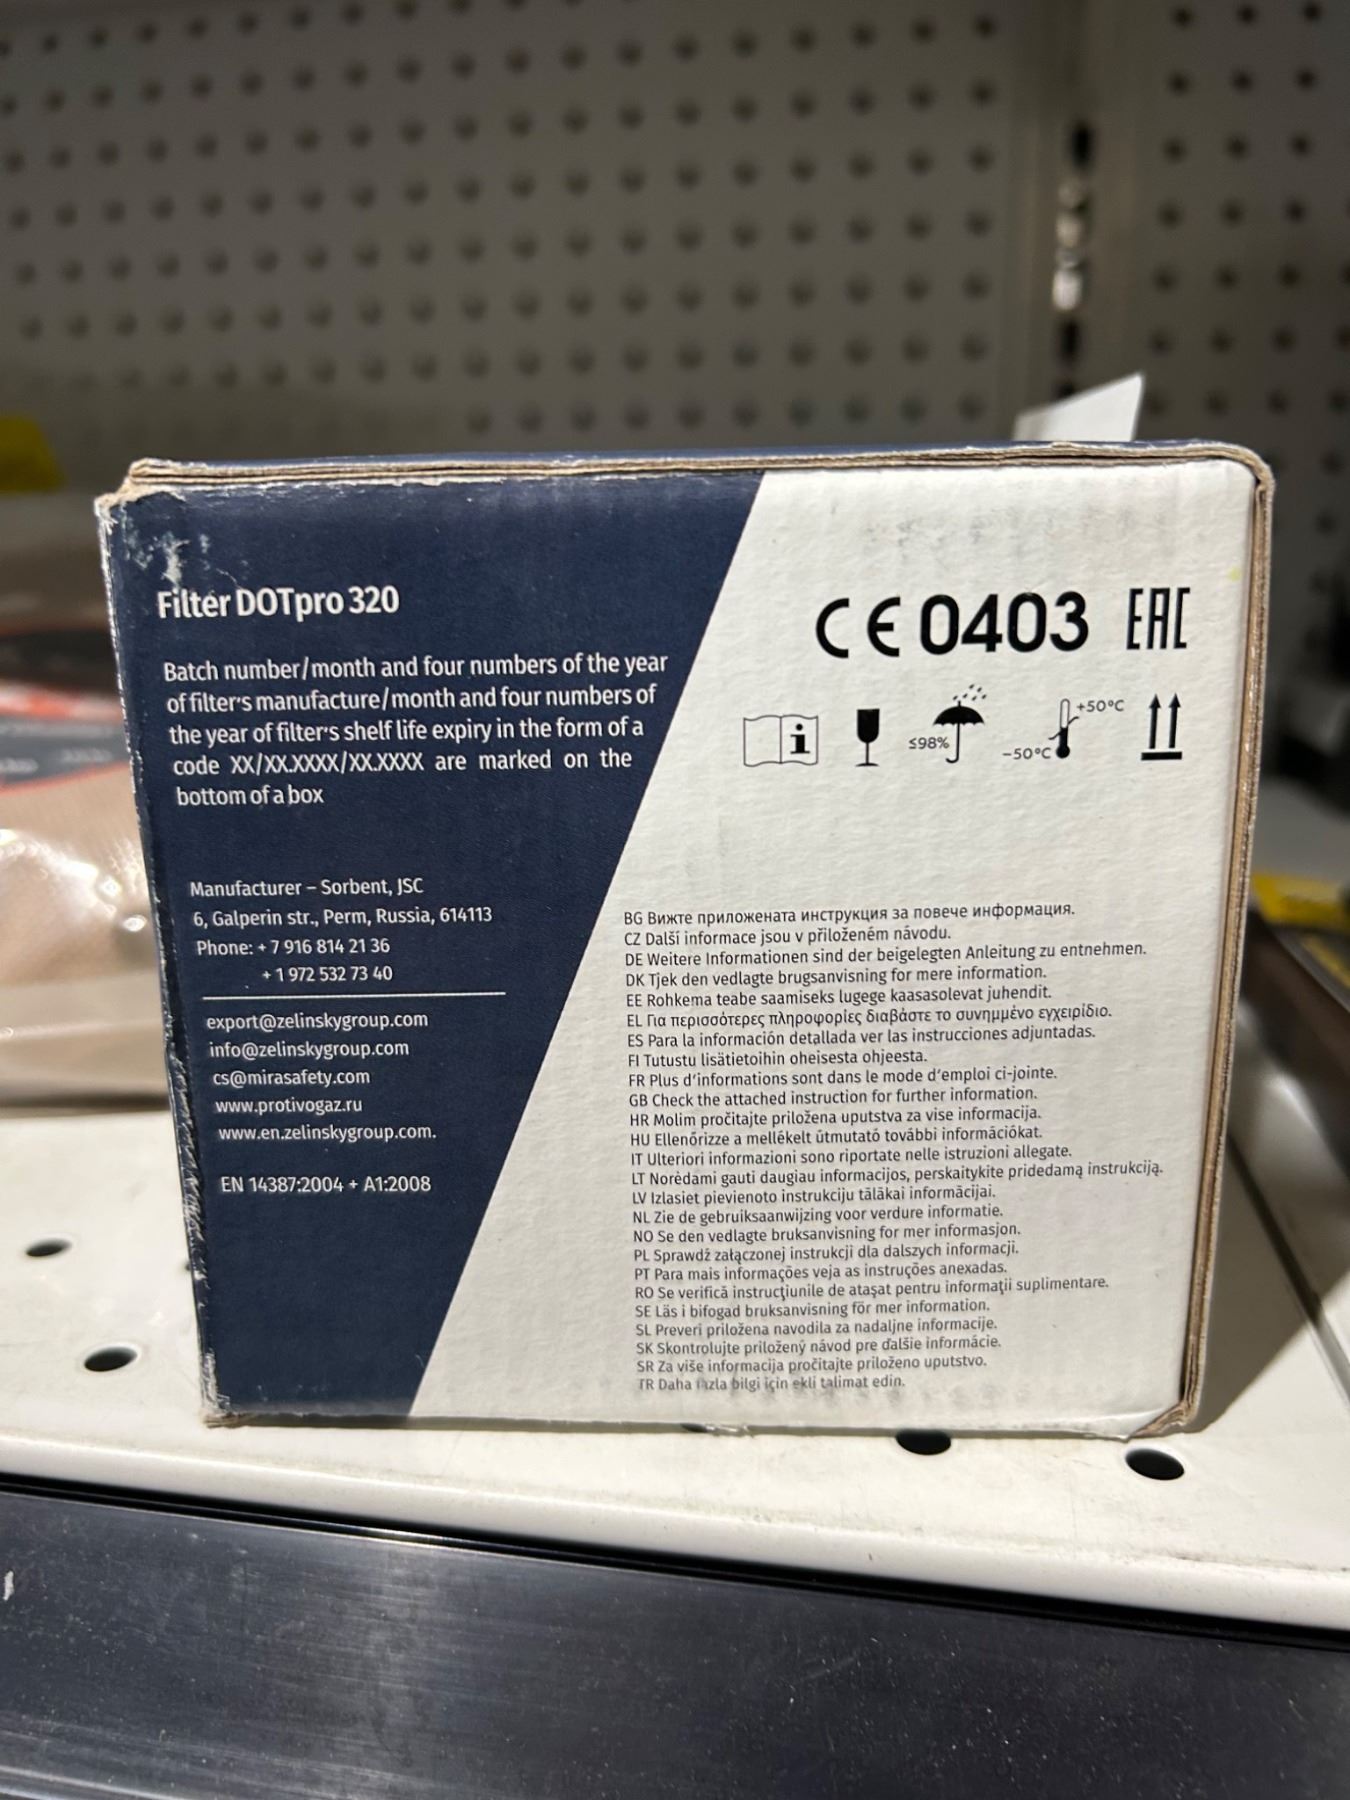 Filter DOTpro 320
Batch number/month and four numbers of the year
of filter's manufacture/month and four numbers of
the year of filter's shelf life expiry in the form of a
code XX/XX.XXXX/XX.XXXX are marked on the
bottom of a box
Manufacturer – Sorbent, JSC
6, Galperin str., Perm, Russia, 614113
Phone: + 7 916 814 21 36
+ 1 972 532 73 40
export@zelinskygroup.com
info@zelinskygroup.com
cs@mirasafety.com
www.protivogaz.ru
www.en.zelinskygroup.com.
EN 14387:2004 + A1:2008
CE 0403 EAC
i ≤98% -50°C +50°C
BG Вижте приложената инструкция за повече информация.
CZ Další informace jsou v přiloženém návodu.
DE Weitere Informationen sind der beigelegten Anleitung zu entnehmen.
DK Tjek den vedlagte brugsanvisning for mere information.
EE Rohkema teabe saamiseks lugege kaasasolevat juhendit.
EL Για περισσότερες πληροφορίες διαβάστε το συνημμένο εγχειρίδιο.
ES Para la información detallada ver las instrucciones adjuntadas.
FI Tutustu lisätietoihin oheisesta ohjeesta.
FR Plus d'informations sont dans le mode d'emploi ci-jointe.
GB Check the attached instruction for further information.
HR Molim pročitajte priložena uputstva za vise informacija.
HU Ellenőrizze a mellékelt útmutató további információkat.
IT Ulteriori informazioni sono riportate nelle istruzioni allegate.
LT Norėdami gauti daugiau informacijos, perskaitykite pridedamą instrukciją.
LV Izlasiet pievienoto instrukciju tālākai informācijai.
NL Zie de gebruiksaanwijzing voor verdure informatie.
NO Se den vedlagte bruksanvisning for mer informasjon.
PL Sprawdź załączonej instrukcji dla dalszych informacji.
PT Para mais informações veja as instruções anexadas.
RO Se verifică instrucţiunile de ataşat pentru informaţii suplimentare.
SE Läs i bifogad bruksanvisning för mer information.
SL Preveri priložena navodila za nadaljne informacije.
SK Skontrolujte priložený návod pre ďalšie informácie.
SR Za više informacija pročitajte priloženo uputstvo.
TR Daha fazla bilgi için ekli talimat edin.